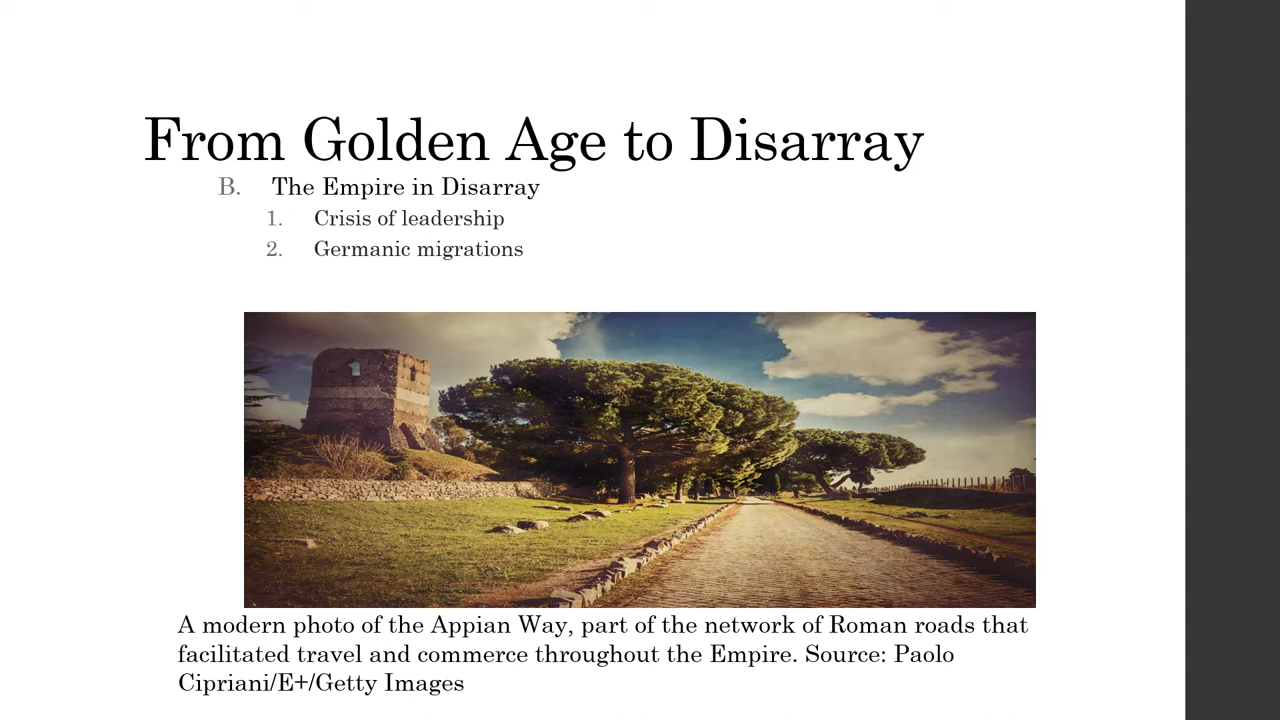 From Golden Age to Disarray
B. The Empire in Disarray
1. Crisis of leadership
2. Germanic migrations
A modern photo of the Appian Way, part of the network of Roman roads that
facilitated travel and commerce throughout the Empire. Source: Paolo
Cipriani/E+/Getty Images